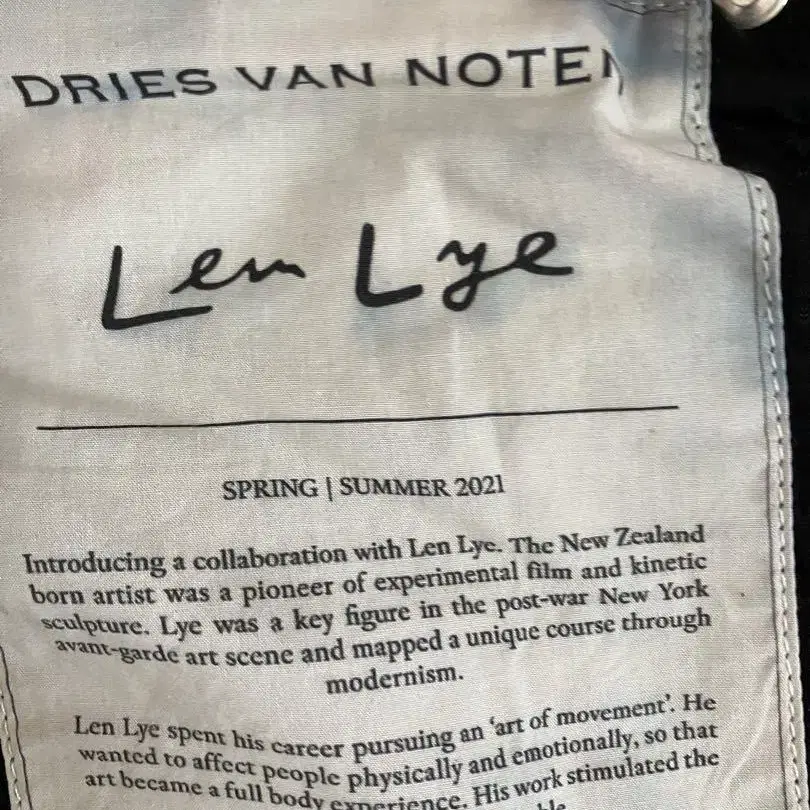 DRIES VAN NOTEN
Len Lye
SPRING | SUMMER 2021
Introducing a collaboration with Len Lye. The New Zealand
born artist was a pioneer of experimental film and kinetic
sculpture. Lye was a key figure in the post-war New York
avant-garde art scene and mapped a unique course through
modernism.
Len Lye spent his career pursuing an ‘art of movement’. He
wanted to affect people physically and emotionally, so that
art became a full body experience. His work stimulated the